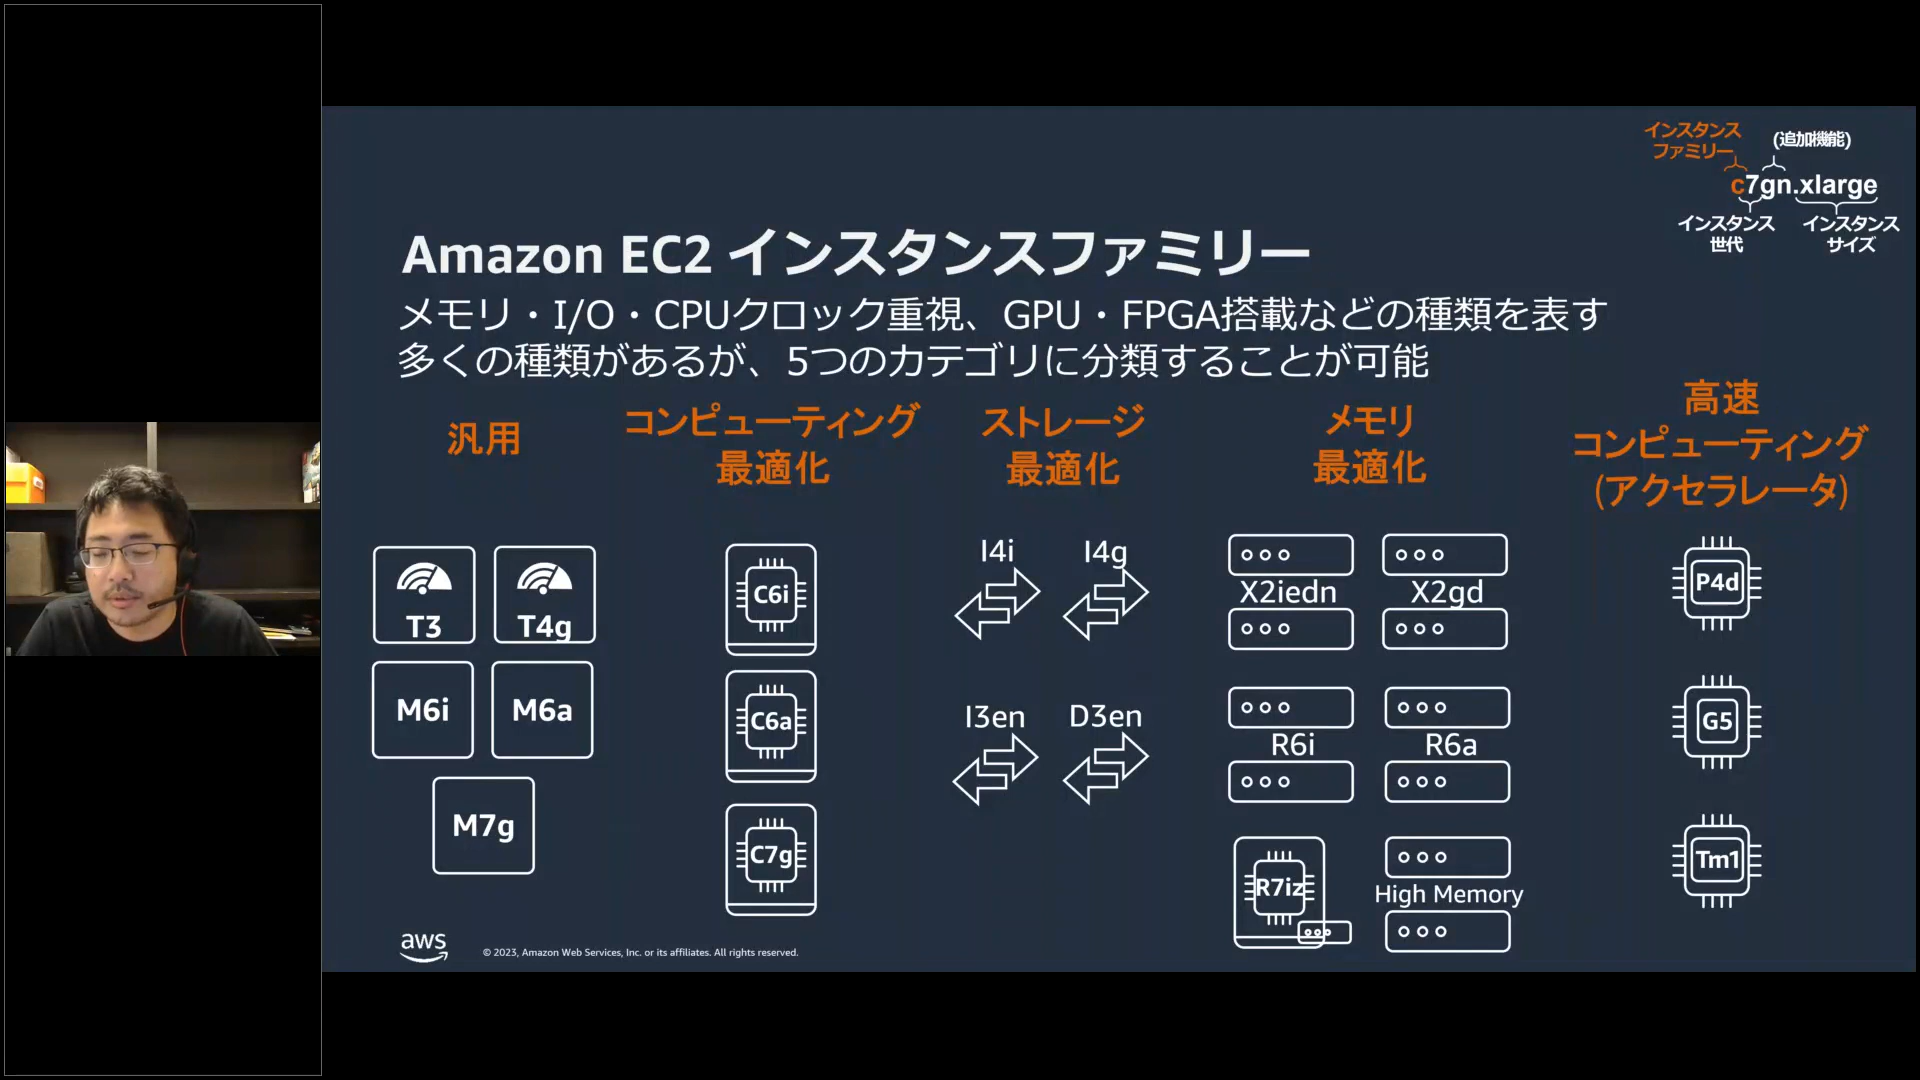 インスタンス
ファミリー
(追加機能)
c7gn.xlarge
インスタンス
世代
インスタンス
サイズ
Amazon EC2 インスタンスファミリー
メモリ・I/O・CPUクロック重視、GPU・FPGA搭載などの種類を表す
多くの種類があるが、5つのカテゴリに分類することが可能
汎用
T3
T4g
M6i
M6a
M7g
コンピューティング
最適化
C6i
C6a
C7g
ストレージ
最適化
I4i
I4g
I3en
D3en
メモリ
最適化
X2iedn
X2gd
R6i
R6a
R7iz
High Memory
高速
コンピューティング
(アクセラレータ)
P4d
G5
Tm1
aws
© 2023, Amazon Web Services, Inc. or its affiliates. All rights reserved.